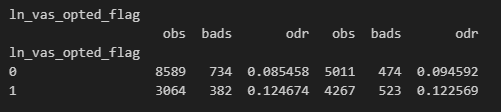 ln_vas_opted_flag
obs bads odr obs bads odr
ln_vas_opted_flag
0 8589 734 0.085458 5011 474 0.094592
1 3064 382 0.124674 4267 523 0.122569